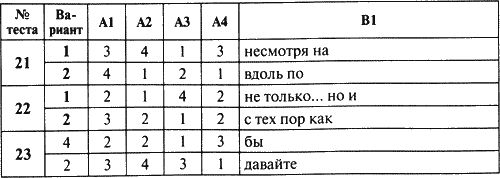 № теста Ва-риант А1 А2 А3 А4 В1
21 1 3 4 1 3 несмотря на
2 4 1 2 1 вдоль по
22 1 2 1 4 2 не только... но и
2 3 2 1 2 с тех пор как
23 4 2 2 1 3 бы
2 3 4 3 1 давайте